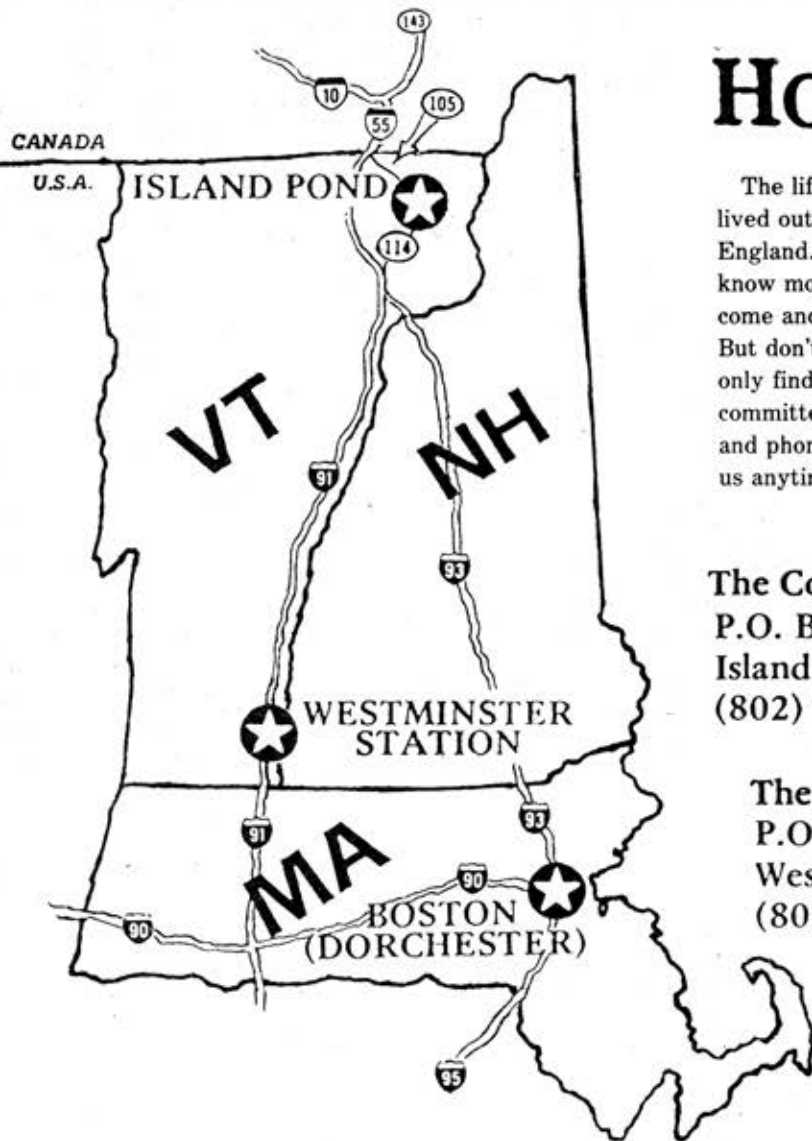 143
10
105
55
CANADA
U.S.A.
ISLAND POND
114
VT
NH
91
93
WESTMINSTER
STATION
91
93
MA
90
90
BOSTON
(DORCHESTER)
95
Ho
The lif
lived out
England.
know mo
come and
But don't
only find
committe
and phon
us anytin
The Co
P.O. B
Island
(802)
The
P.O
Wes
(80